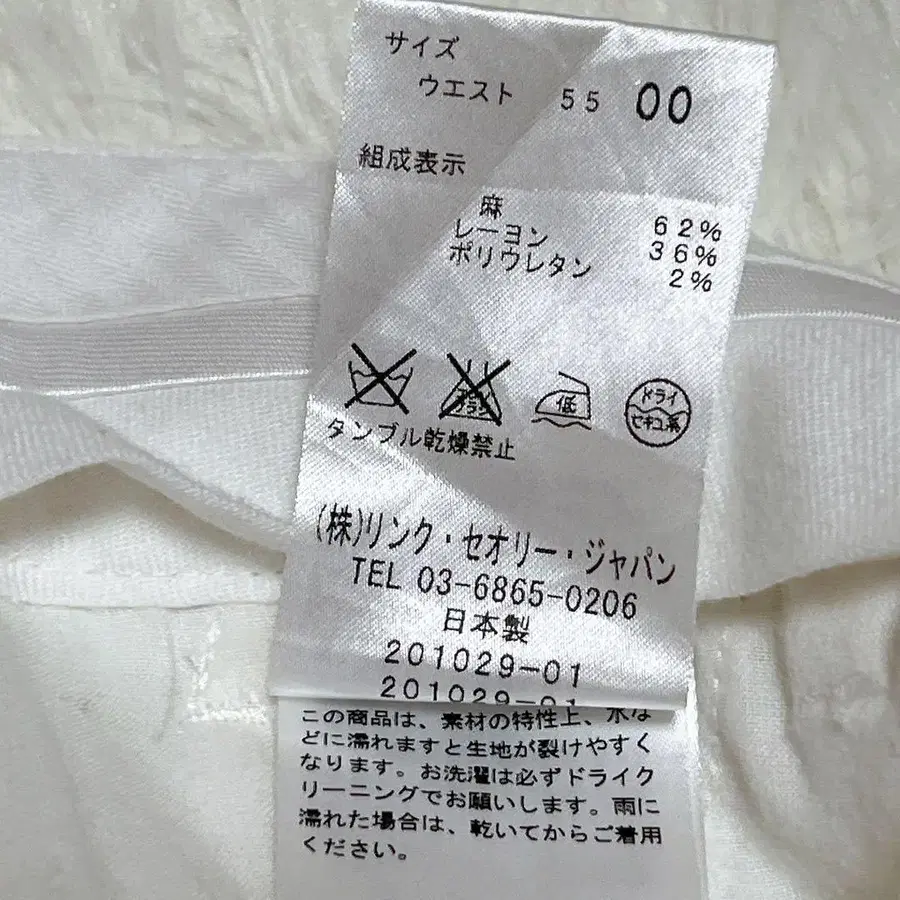 サイズ
ウエスト 55 00
組成表示
麻 62%
レーヨン 36%
ポリウレタン 2%
低
ドライ
セキユ系
タンブル乾燥禁止
(株)リンク・セオリー・ジャパン
TEL 03-6865-0206
日本製
201029-01
201029-01
この商品は、素材の特性上、水な
どに濡れますと生地が裂けやすく
なります。お洗濯は必ずドライク
リーニングでお願いします。雨に
濡れた場合は、乾いてからご着用
ください。